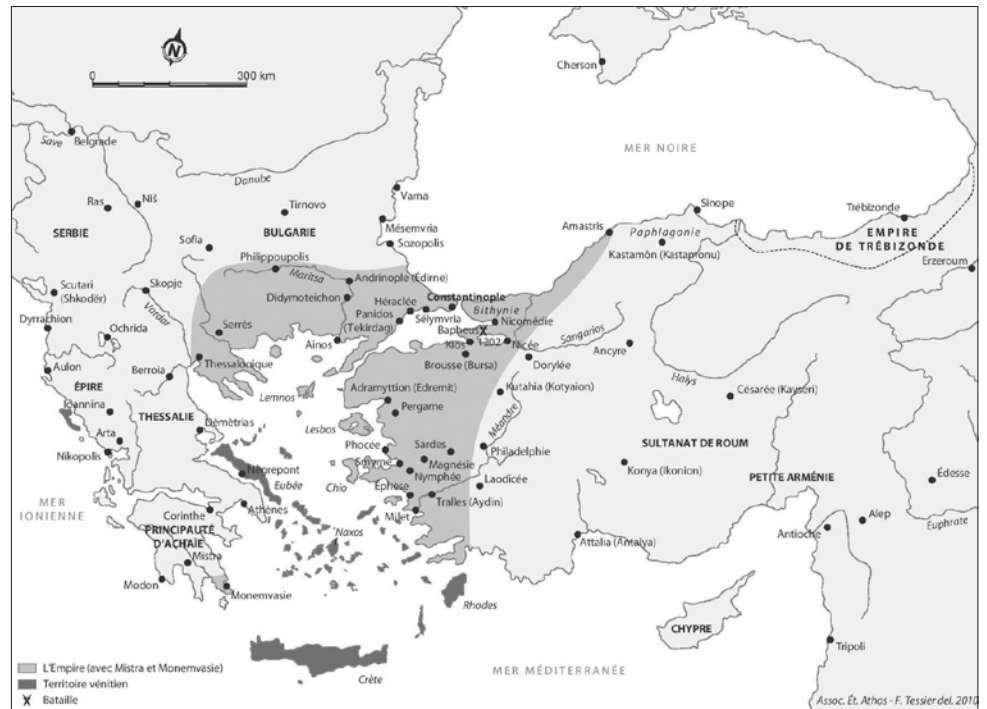 N
0 300 km
Cherson
MER NOIRE
Save
Belgrade
Danube
Varna
Ras
Niš
Tirnovo
Sinope
Trébizonde
Mésemvria
Amastris
Paphlagonie
SERBIE
BULGARIE
Sozopolis
Kastamôn (Kastamonu)
EMPIRE
DE TRÉBIZONDE
Sofia
Philippoupolis
Erzeroum
Maritsa
Andrinople (Édirne)
Scutari
(Shkodër)
Skopje
Didymoteichon
Héraclée
Constantinople
Bithynie
Vardar
Panidos
(Tekirdag)
Sélymvria
Nicomédie
Dyrrachion
Ochrida
Serrès
Bapheus
1302
Sangarios
Ainos
Kios
Nicée
Ancyre
Aulon
Berroia
Thessalonique
Brousse (Bursa)
Dorylée
Halys
ÉPIRE
Adramyttion (Edremit)
Kutahia (Kotyaion)
Césarée (Kayseri)
Ioannina
THESSALIE
Lemnos
Pergame
Méandre
Arta
Démètrias
Lesbos
SULTANAT DE ROUM
Nikopolis
Phocée
Sardes
Philadelphie
Nègrepont
Smyrne
Magnésie
Konya (Ikonion)
PETITE ARMÉNIE
Édesse
MER
IONIENNE
Eubée
Chio
Nymphée
Laodicée
Ephèse
Tralles (Aydin)
Corinthe
Athènes
Milet
Alep
Euphrate
PRINCIPAUTÉ
D'ACHAÏE
Naxos
Attalia (Antalya)
Antioche
Mistra
Modon
Monemvasie
Rhodes
CHYPRE
Tripoli
L'Empire (avec Mistra et Monemvasie)
Territoire vénitien
Bataille
Crète
MER MÉDITERRANÉE
Assoc. Ét. Athos - F. Tessier del. 2010